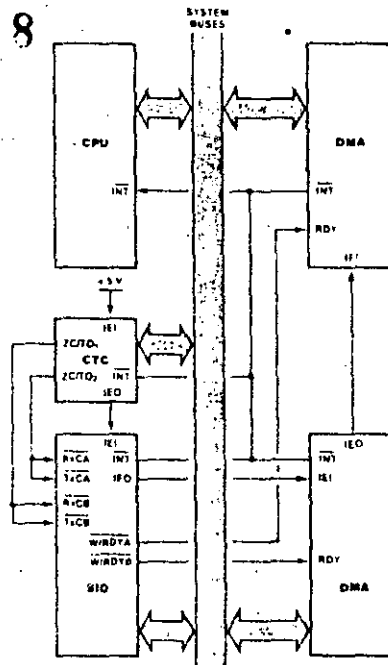 SYSTEM
BUSES
8
CPU
INT
DMA
INT
RDY
IEI
+5V
IEI
ZC/TO₁
CTC
ZC/TO₂
INT
IEO
IEI
RxCA
INT
TxCA
IEO
RxCB
TxCB
W/RDYA
W/RDYB
SIO
IEO
INT
IEI
RDY
DMA